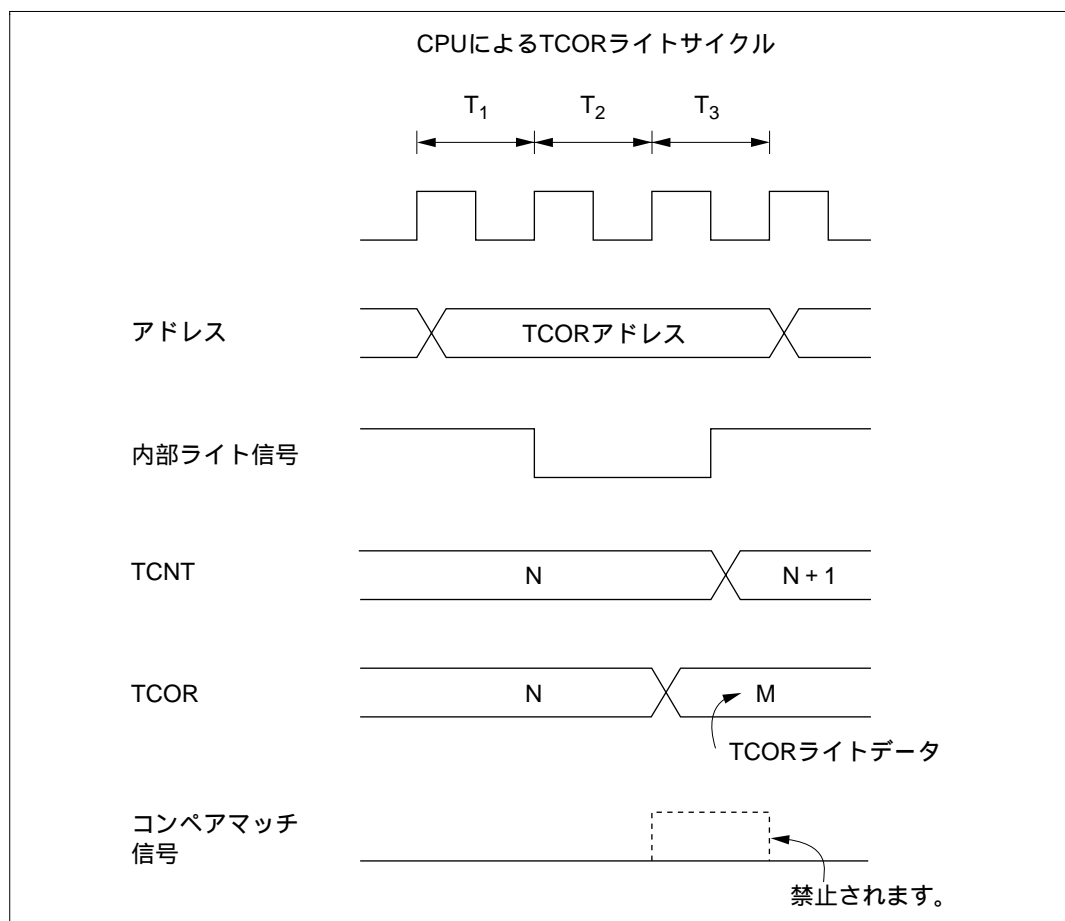 CPUによるTCORライトサイクル
T1 T2 T3
アドレス TCORアドレス
内部ライト信号
TCNT N N + 1
TCOR N M
TCORライトデータ
コンペアマッチ
信号
禁止されます。